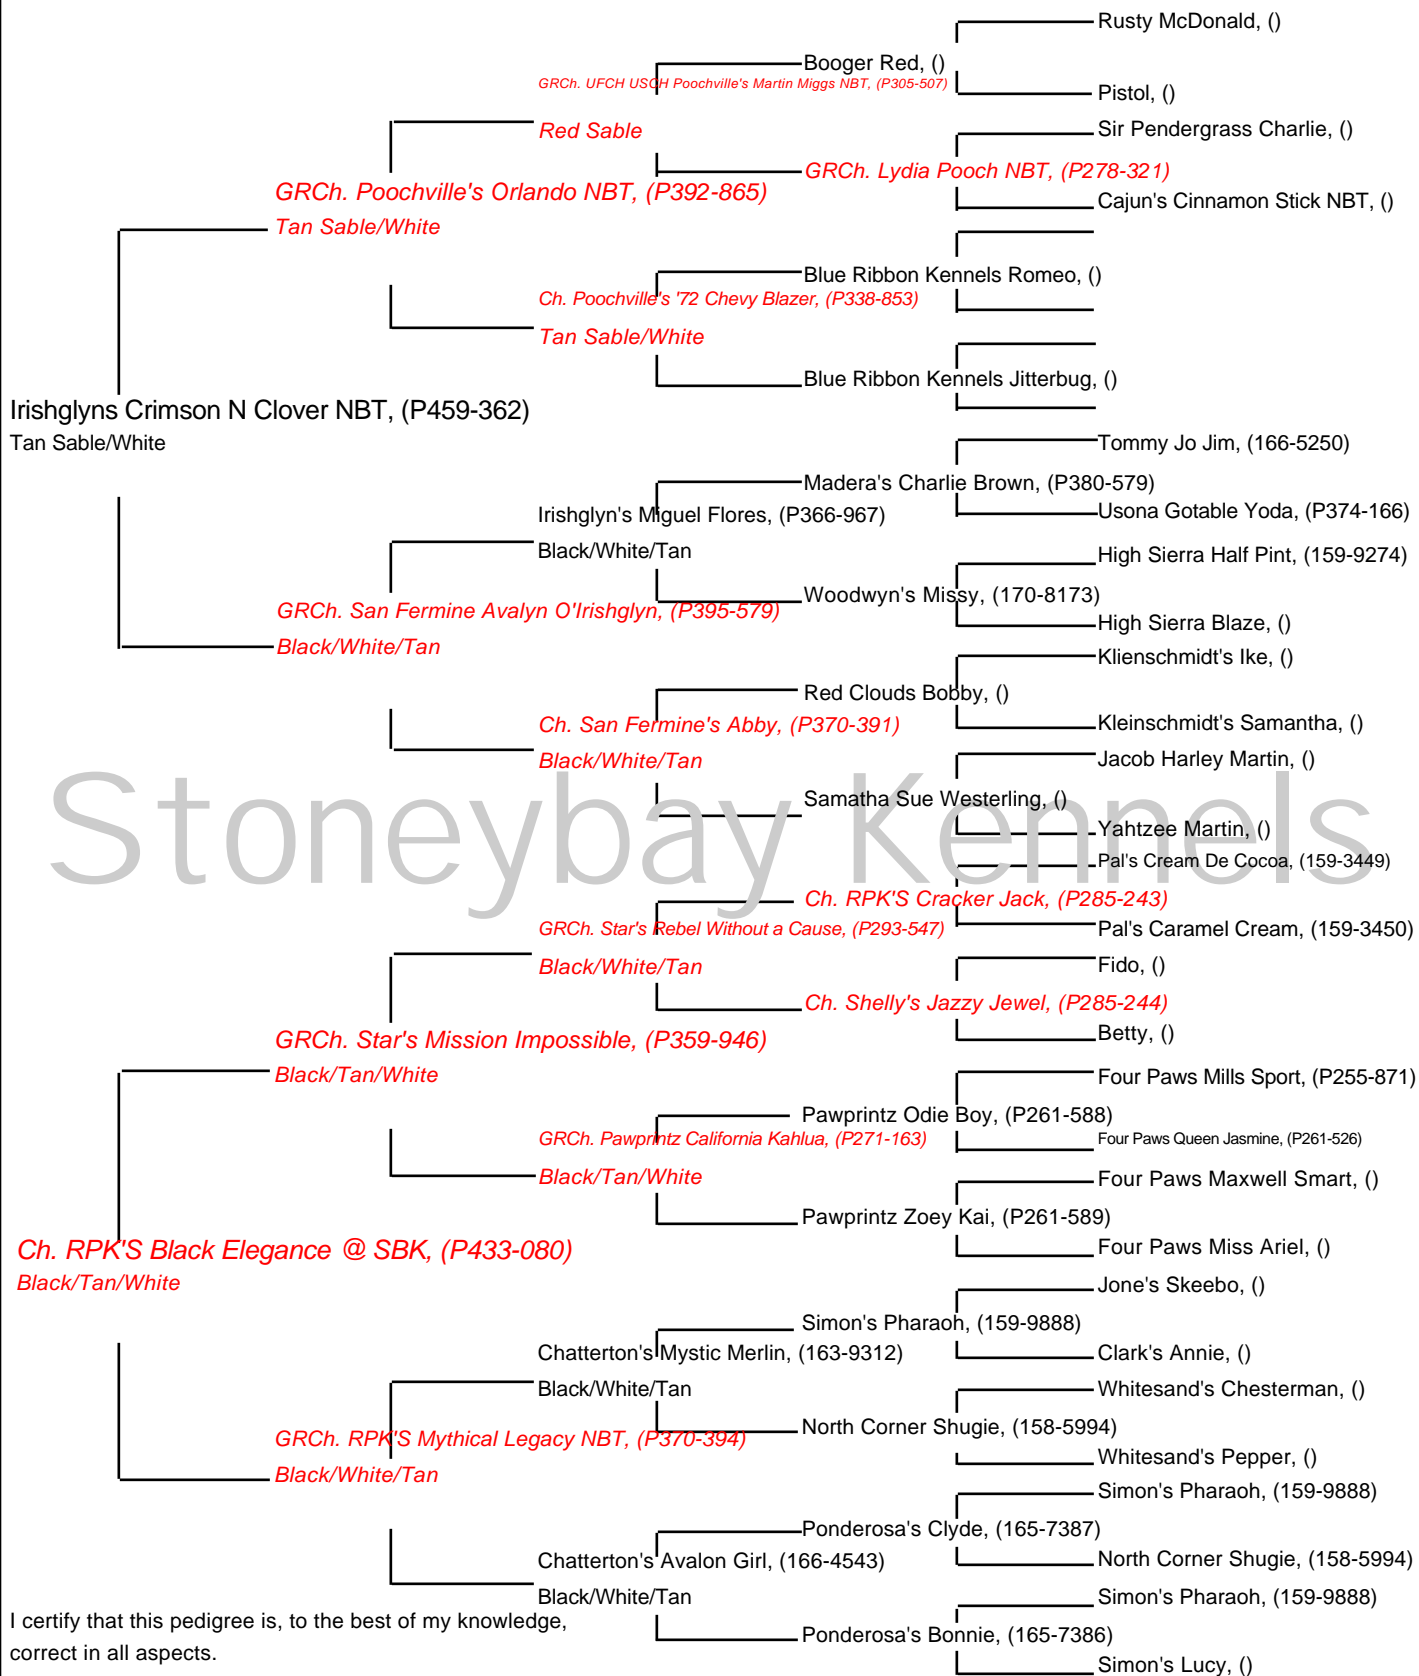 Rusty McDonald, ()
Booger Red, ()
GRCh. UFCH USCH Poochville's Martin Miggs NBT, (P305-507)
Pistol, ()
Red Sable
Sir Pendergrass Charlie, ()
GRCh. Lydia Pooch NBT, (P278-321)
GRCh. Poochville's Orlando NBT, (P392-865)
Cajun's Cinnamon Stick NBT, ()
Tan Sable/White
Blue Ribbon Kennels Romeo, ()
Ch. Poochville's '72 Chevy Blazer, (P338-853)
Tan Sable/White
Blue Ribbon Kennels Jitterbug, ()
Irishglyns Crimson N Clover NBT, (P459-362)
Tan Sable/White
Tommy Jo Jim, (166-5250)
Madera's Charlie Brown, (P380-579)
Irishglyn's Miguel Flores, (P366-967)
Usona Gotable Yoda, (P374-166)
Black/White/Tan
High Sierra Half Pint, (159-9274)
Woodwyn's Missy, (170-8173)
GRCh. San Fermine Avalyn O'Irishglyn, (P395-579)
High Sierra Blaze, ()
Black/White/Tan
Klienschmidt's Ike, ()
Red Clouds Bobby, ()
Ch. San Fermine's Abby, (P370-391)
Kleinschmidt's Samantha, ()
Black/White/Tan
Jacob Harley Martin, ()
Samatha Sue Westerling, ()
Stoneybay Kennels
Yahtzee Martin, ()
Pal's Cream De Cocoa, (159-3449)
Ch. RPK'S Cracker Jack, (P285-243)
GRCh. Star's Rebel Without a Cause, (P293-547)
Pal's Caramel Cream, (159-3450)
Black/White/Tan
Fido, ()
Ch. Shelly's Jazzy Jewel, (P285-244)
GRCh. Star's Mission Impossible, (P359-946)
Betty, ()
Black/Tan/White
Four Paws Mills Sport, (P255-871)
Pawprintz Odie Boy, (P261-588)
GRCh. Pawprintz California Kahlua, (P271-163)
Four Paws Queen Jasmine, (P261-526)
Black/Tan/White
Four Paws Maxwell Smart, ()
Pawprintz Zoey Kai, (P261-589)
Ch. RPK'S Black Elegance @ SBK, (P433-080)
Four Paws Miss Ariel, ()
Black/Tan/White
Jone's Skeebo, ()
Simon's Pharaoh, (159-9888)
Chatterton's Mystic Merlin, (163-9312)
Clark's Annie, ()
Black/White/Tan
Whitesand's Chesterman, ()
North Corner Shugie, (158-5994)
GRCh. RPK'S Mythical Legacy NBT, (P370-394)
Whitesand's Pepper, ()
Black/White/Tan
Simon's Pharaoh, (159-9888)
Ponderosa's Clyde, (165-7387)
Chatterton's Avalon Girl, (166-4543)
North Corner Shugie, (158-5994)
Black/White/Tan
Simon's Pharaoh, (159-9888)
I certify that this pedigree is, to the best of my knowledge,
Ponderosa's Bonnie, (165-7386)
correct in all aspects.
Simon's Lucy, ()